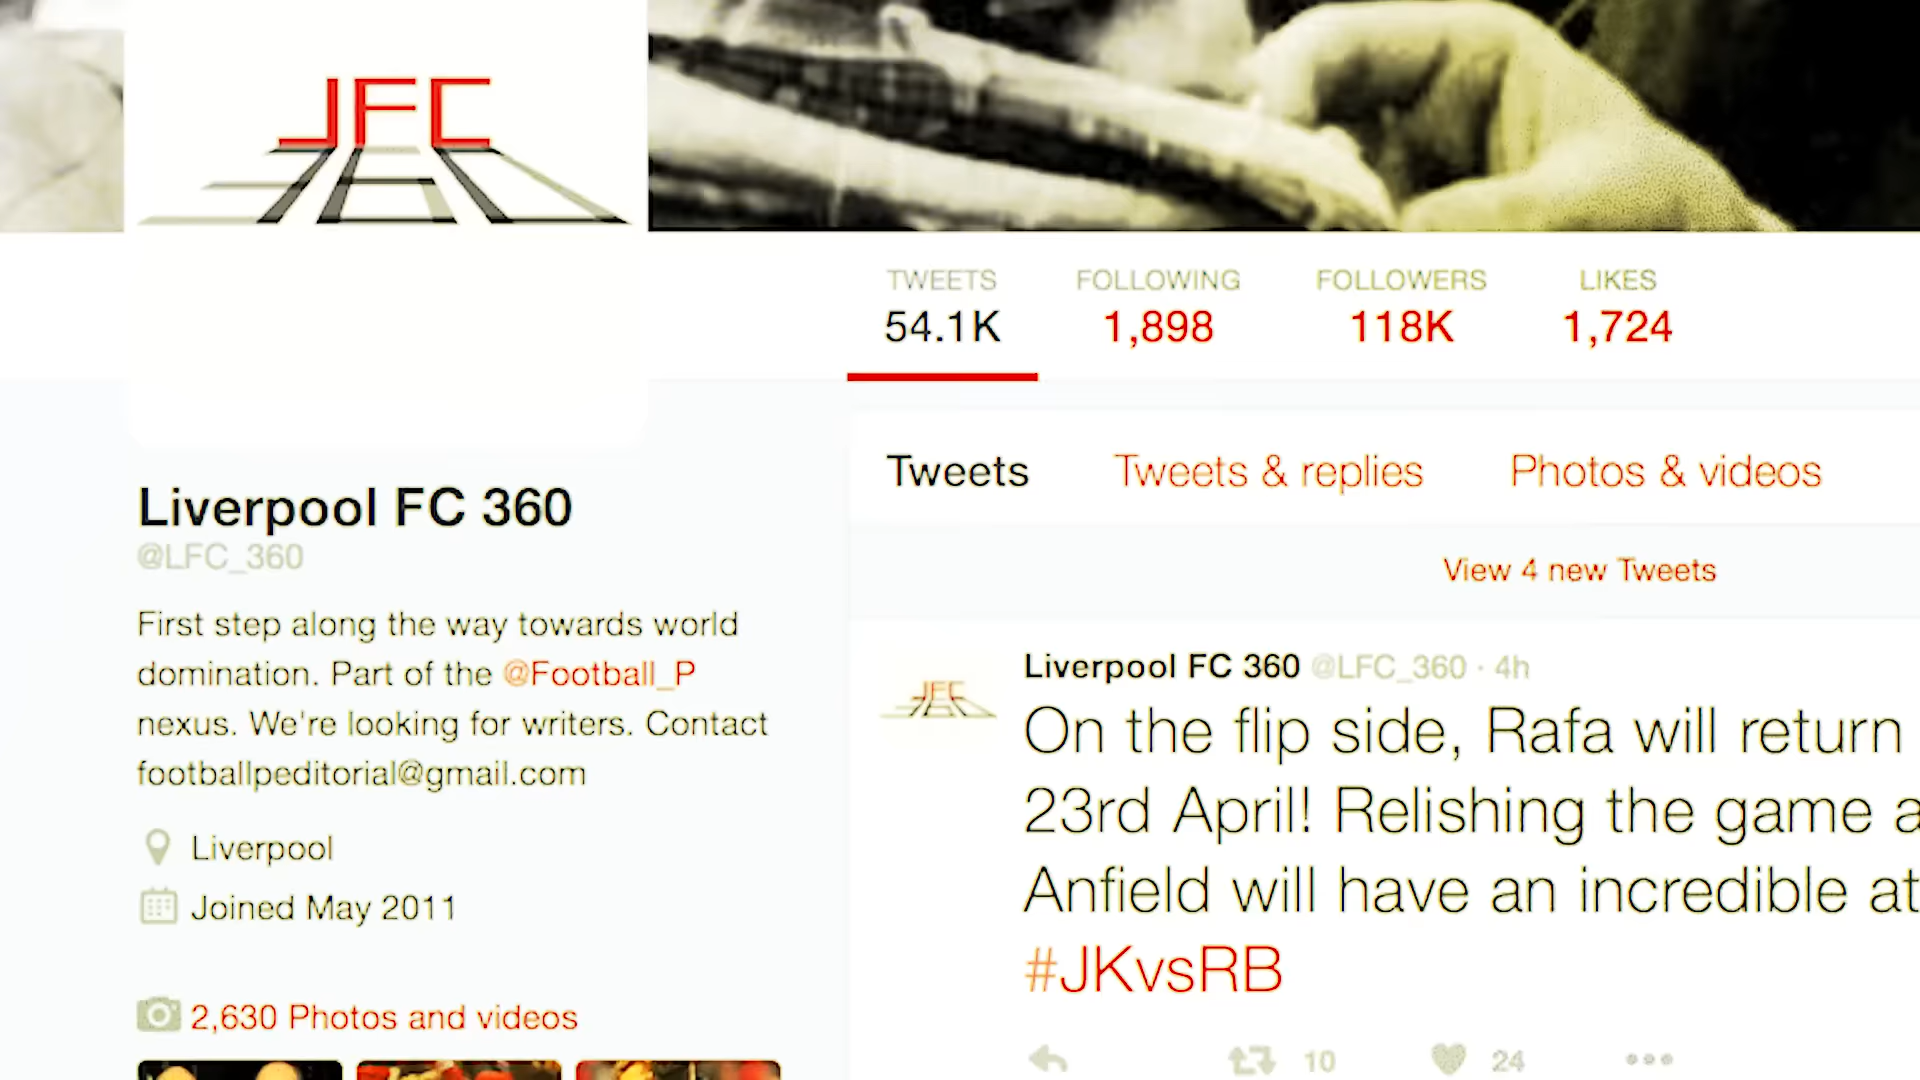 JFC
360
TWEETS FOLLOWING FOLLOWERS LIKES
54.1K 1,898 118K 1,724
Tweets Tweets & replies Photos & videos
View 4 new Tweets
Liverpool FC 360
@LFC_360
First step along the way towards world
domination. Part of the @Football_P
nexus. We're looking for writers. Contact
footballpeditorial@gmail.com
Liverpool
Joined May 2011
2,630 Photos and videos
JFC
Liverpool FC 360 @LFC_360 · 4h
On the flip side, Rafa will return
23rd April! Relishing the game a
Anfield will have an incredible at
#JKvsRB
10 24